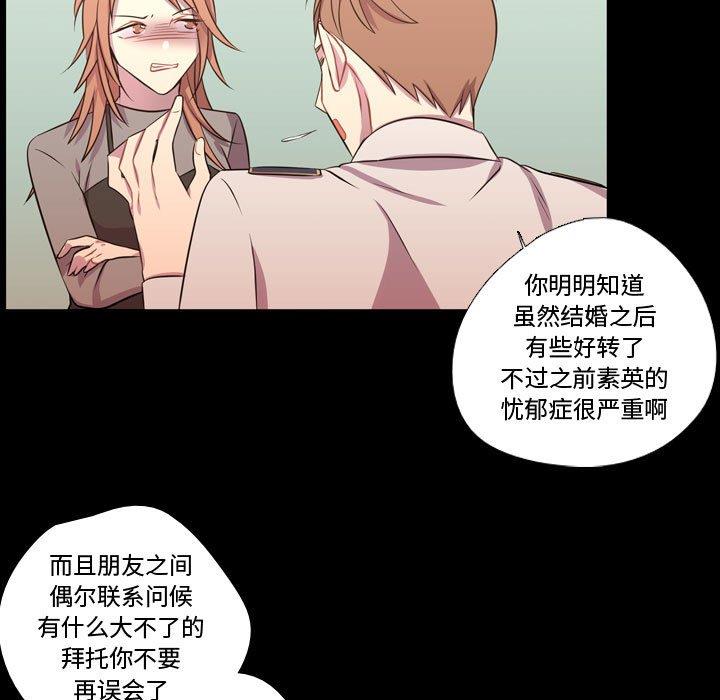 你明明知道
虽然结婚之后
有些好转了
不过之前素英的
忧郁症很严重啊
而且朋友之间
偶尔联系问候
有什么大不了的
拜托你不要
再误会了